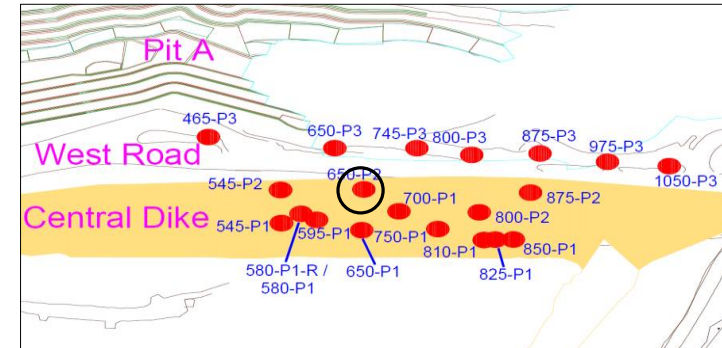 Pit A
465-P3
650-P3
745-P3
800-P3
875-P3
975-P3
1050-P3
West Road
650-P2
545-P2
700-P1
875-P2
Central Dike
800-P2
545-P1
595-P1
750-P1
810-P1
850-P1
580-P1-R /
580-P1
650-P1
825-P1